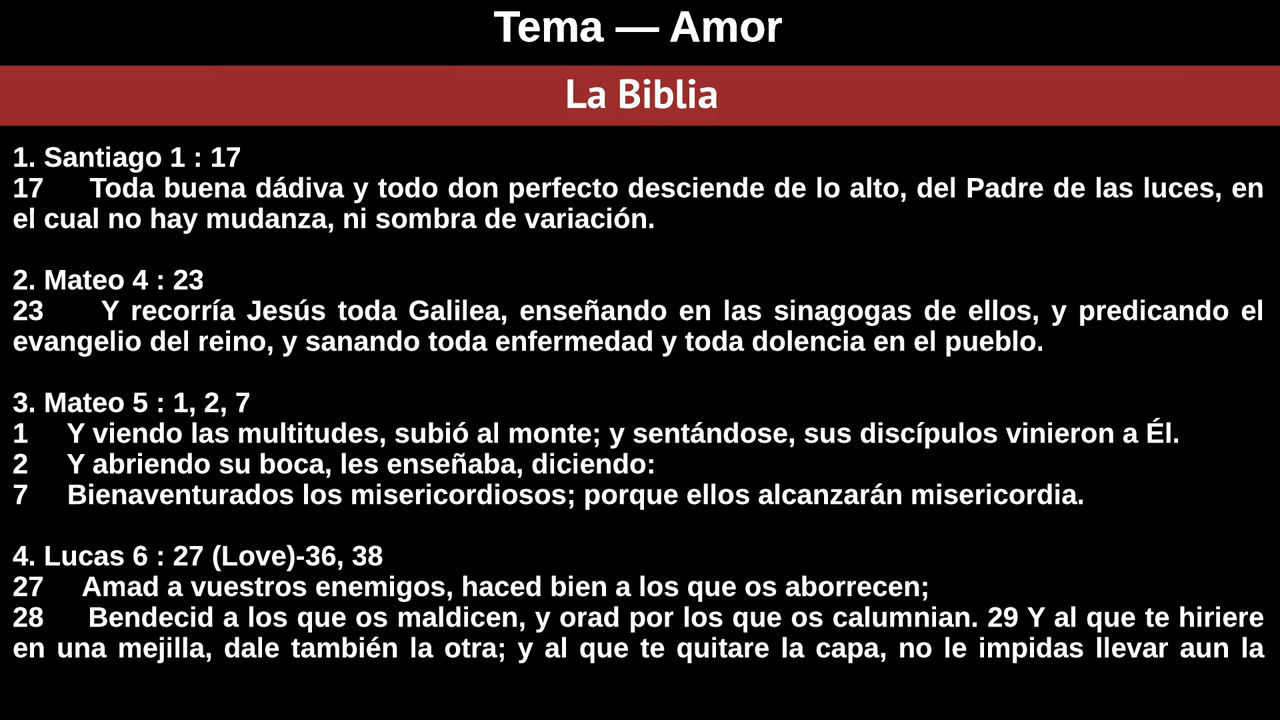 Tema — Amor
La Biblia
1. Santiago 1 : 17
17 Toda buena dádiva y todo don perfecto desciende de lo alto, del Padre de las luces, en
el cual no hay mudanza, ni sombra de variación.
2. Mateo 4 : 23
23 Y recorría Jesús toda Galilea, enseñando en las sinagogas de ellos, y predicando el
evangelio del reino, y sanando toda enfermedad y toda dolencia en el pueblo.
3. Mateo 5 : 1, 2, 7
1 Y viendo las multitudes, subió al monte; y sentándose, sus discípulos vinieron a Él.
2 Y abriendo su boca, les enseñaba, diciendo:
7 Bienaventurados los misericordiosos; porque ellos alcanzarán misericordia.
4. Lucas 6 : 27 (Love)-36, 38
27 Amad a vuestros enemigos, haced bien a los que os aborrecen;
28 Bendecid a los que os maldicen, y orad por los que os calumnian. 29 Y al que te hiriere
en una mejilla, dale también la otra; y al que te quitare la capa, no le impidas llevar aun la